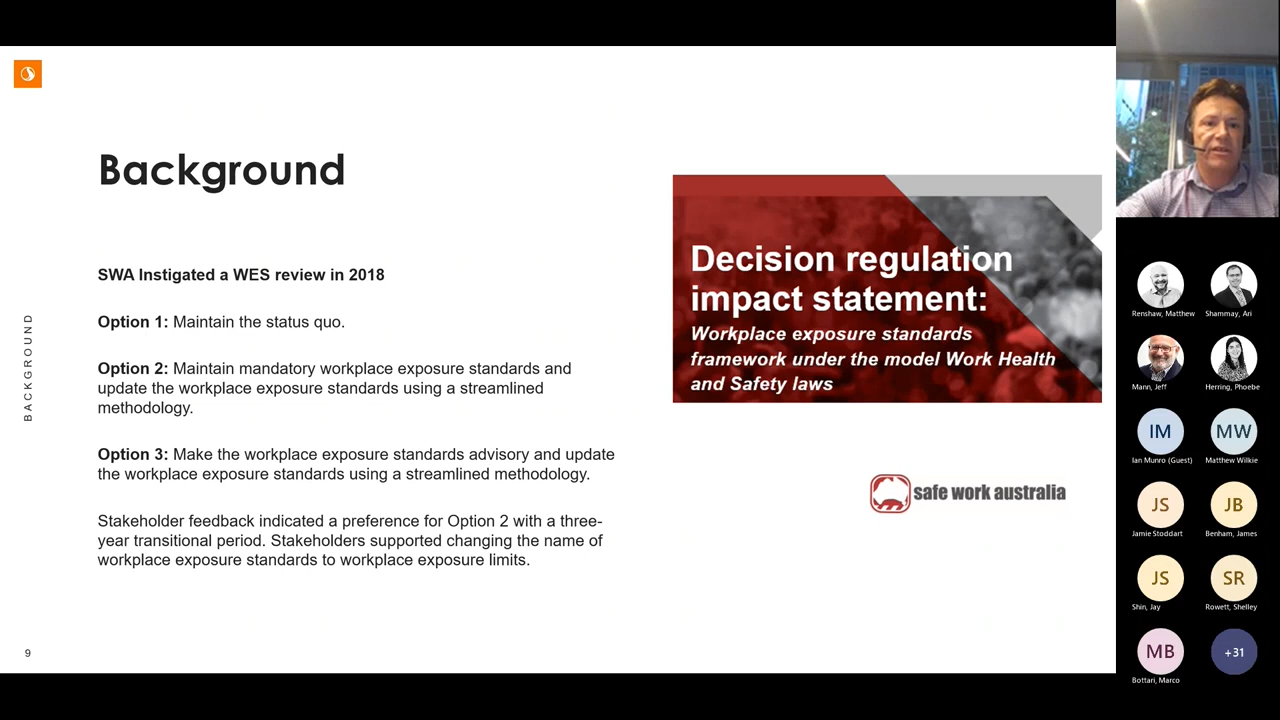 Background
SWA Instigated a WES review in 2018
Option 1: Maintain the status quo.
Option 2: Maintain mandatory workplace exposure standards and
update the workplace exposure standards using a streamlined
methodology.
Option 3: Make the workplace exposure standards advisory and update
the workplace exposure standards using a streamlined methodology.
Stakeholder feedback indicated a preference for Option 2 with a three-
year transitional period. Stakeholders supported changing the name of
workplace exposure standards to workplace exposure limits.
BACKGROUND
9
Decision regulation
impact statement:
Workplace exposure standards
framework under the model Work Health
and Safety laws
safe work australia
Renshaw, Matthew
Shammay, Ari
Mann, Jeff
Herring, Phoebe
IM
MW
Ian Munro (Guest)
Matthew Wilkie
JS
JB
Jamie Stoddart
Benham, James
JS
SR
Shin, Jay
Rowett, Shelley
MB
+31
Bottari, Marco